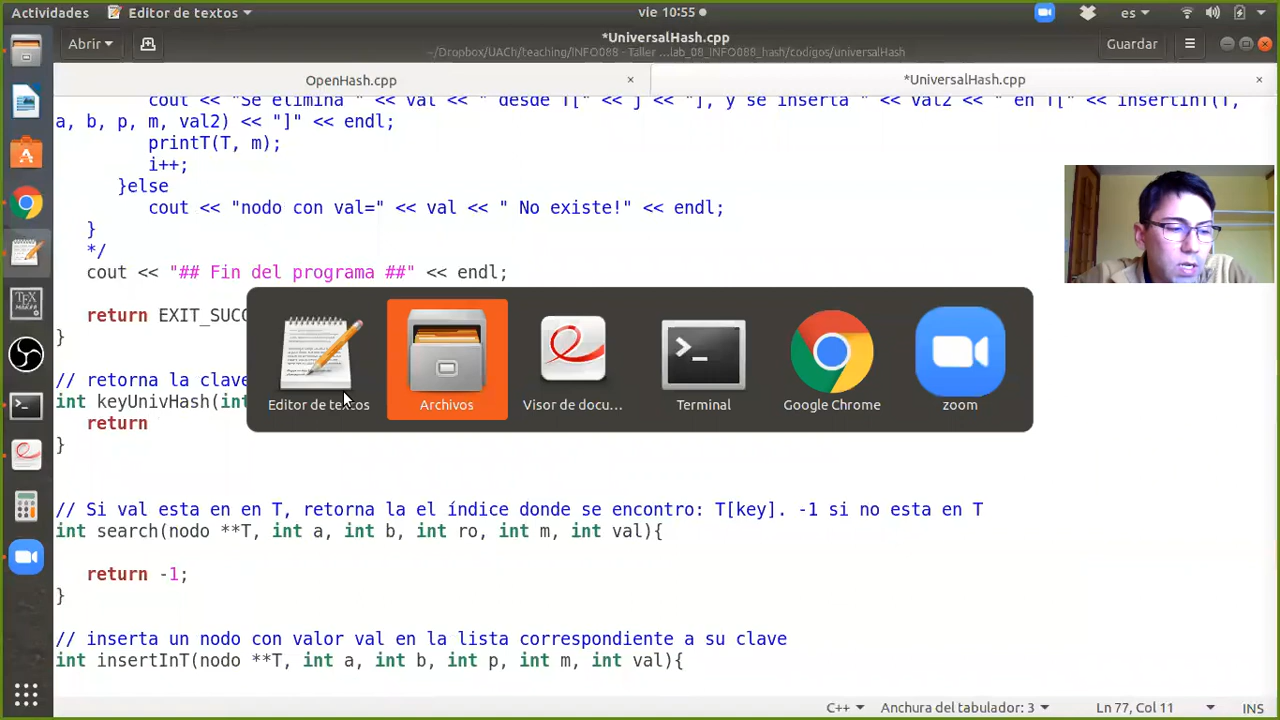 Actividades
Editor de textos
vie 10:55
es
Abrir
*UniversalHash.cpp
~/Dropbox/UACh/teaching/INFO088 - Taller ...lab_08_INFO088_hash/codigos/universalHash
Guardar
OpenHash.cpp
*UniversalHash.cpp
cout << "Se elimina " << val << " desde T[" << j << "], y se inserta " << val2 << " en T[" << insertInT(T,
a, b, p, m, val2) << "]" << endl;
printT(T, m);
i++;
}else
cout << "nodo con val=" << val << " No existe!" << endl;
}
*/
cout << "## Fin del programa ##" << endl;
return EXIT_SUCC
}
// retorna la clave
int keyUnivHash(int
return
}
Editor de textos
Archivos
Visor de docu...
Terminal
Google Chrome
zoom
// Si val esta en en T, retorna la el índice donde se encontro: T[key]. -1 si no esta en T
int search(nodo **T, int a, int b, int ro, int m, int val){
return -1;
}
// inserta un nodo con valor val en la lista correspondiente a su clave
int insertInT(nodo **T, int a, int b, int p, int m, int val){
C++
Anchura del tabulador: 3
Ln 77, Col 11
INS